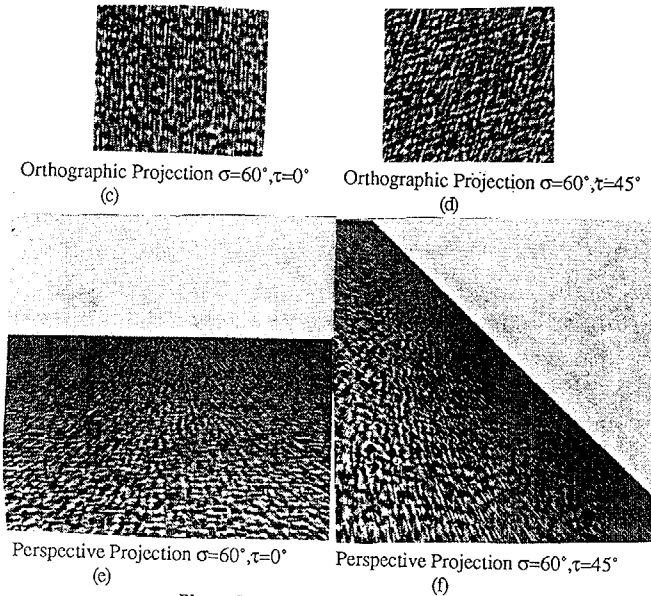 Orthographic Projection σ=60°,τ=0°
(c)
Orthographic Projection σ=60°,τ=45°
(d)
Perspective Projection σ=60°,τ=0°
(e)
Perspective Projection σ=60°,τ=45°
(f)